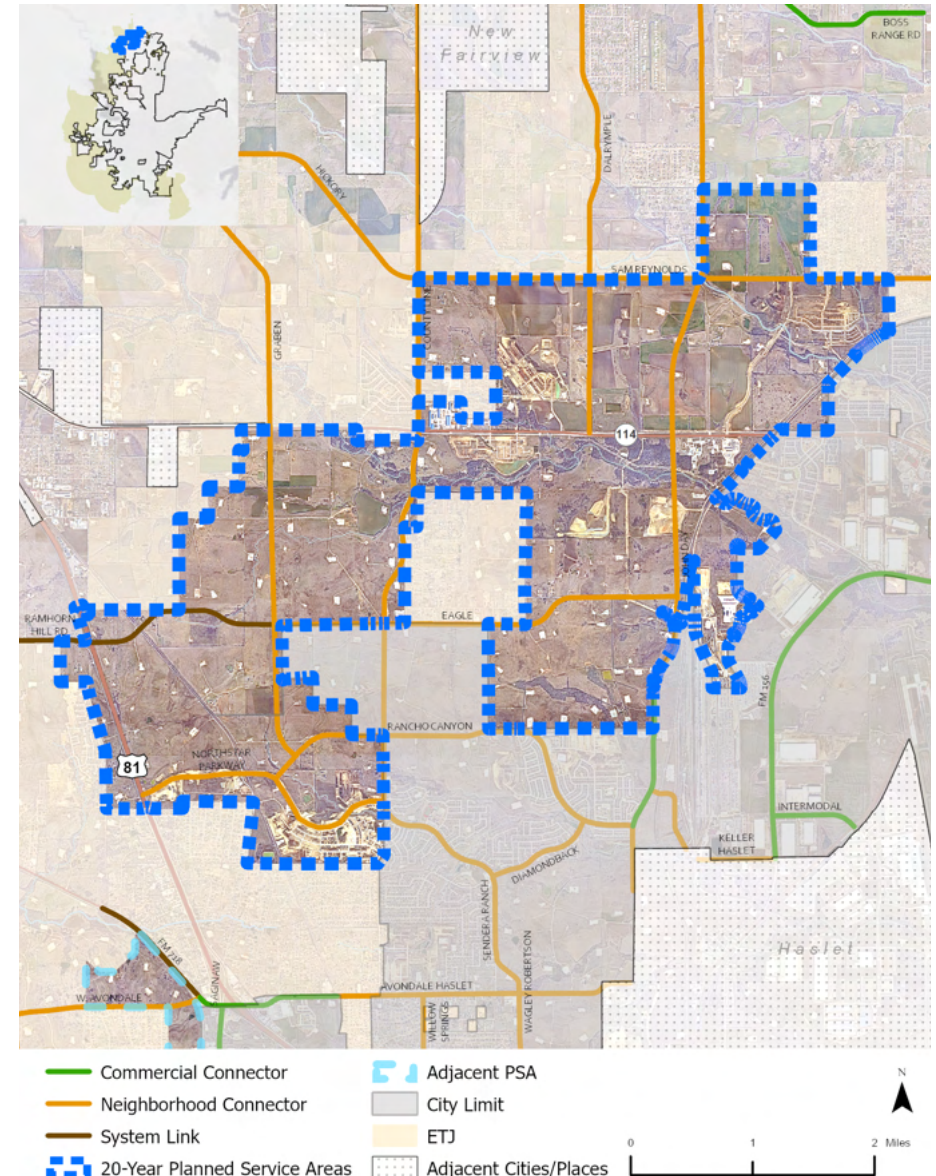 BOSS
RANGE RD
New
Fairview
DALRYMPLE
HICKORY
SAM REYNOLDS
COUNTY LINE
GRABEN
114
EAGLE
RAMHORN
HILL RD
FM 156
RANCHO CANYON
NORTHSTAR
PARKWAY
81
INTERMODAL
KELLER
HASLET
DIAMONDBACK
SENDERA RANCH
Haslet
WAGLEY ROBERTSON
FM 718
SAGINAW
AVONDALE HASLET
W. AVONDALE
WILLOW
SPRINGS
Commercial Connector
Neighborhood Connector
System Link
20-Year Planned Service Areas
Adjacent PSA
City Limit
ETJ
Adjacent Cities/Places
N
0 1 2 Miles